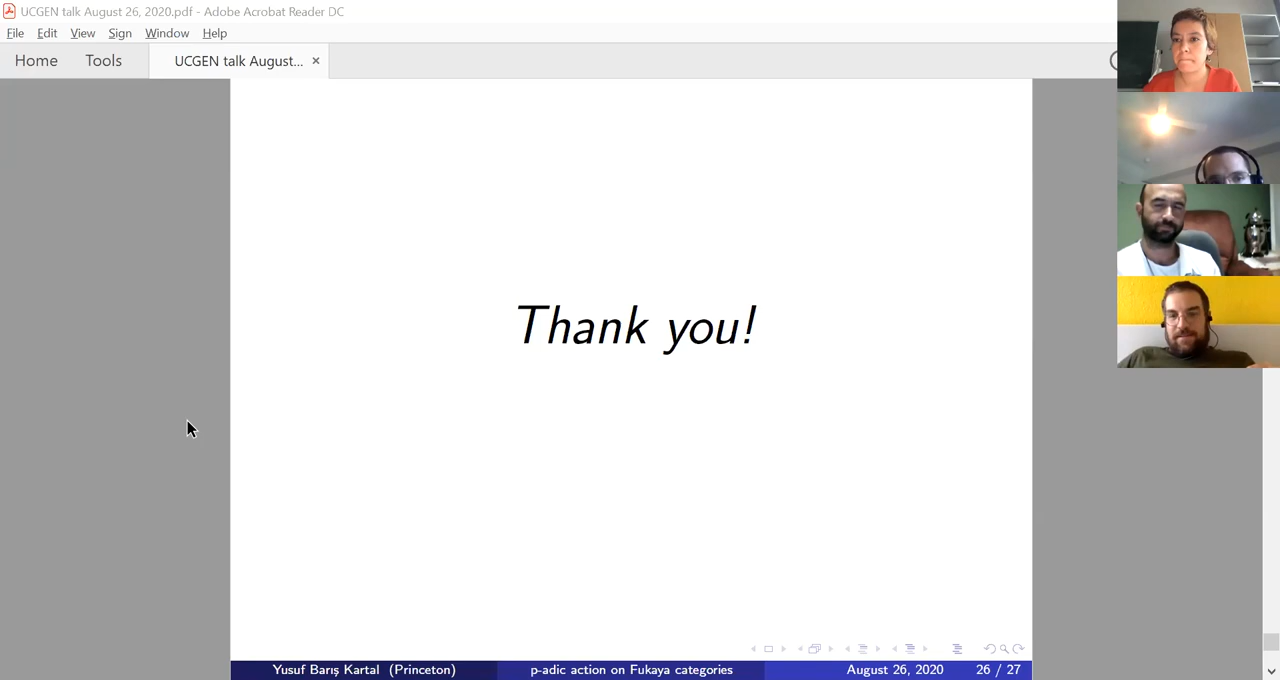 UCGEN talk August 26, 2020.pdf - Adobe Acrobat Reader DC
File Edit View Sign Window Help
Home Tools UCGEN talk August... ×
Thank you!
Yusuf Barış Kartal (Princeton) p-adic action on Fukaya categories August 26, 2020 26 / 27